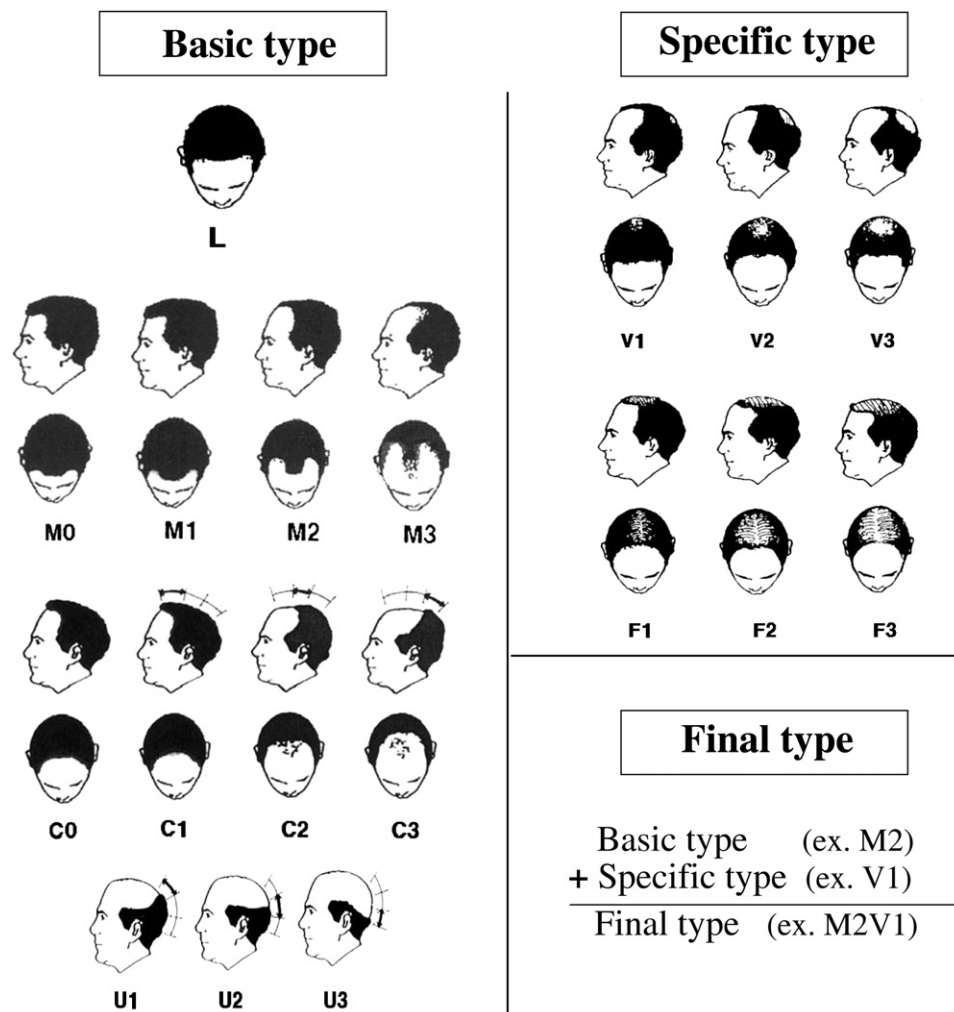 Basic type
L
M0 M1 M2 M3
C0 C1 C2 C3
U1 U2 U3
Specific type
V1 V2 V3
F1 F2 F3
Final type
Basic type (ex. M2)
+ Specific type (ex. V1)
Final type (ex. M2V1)